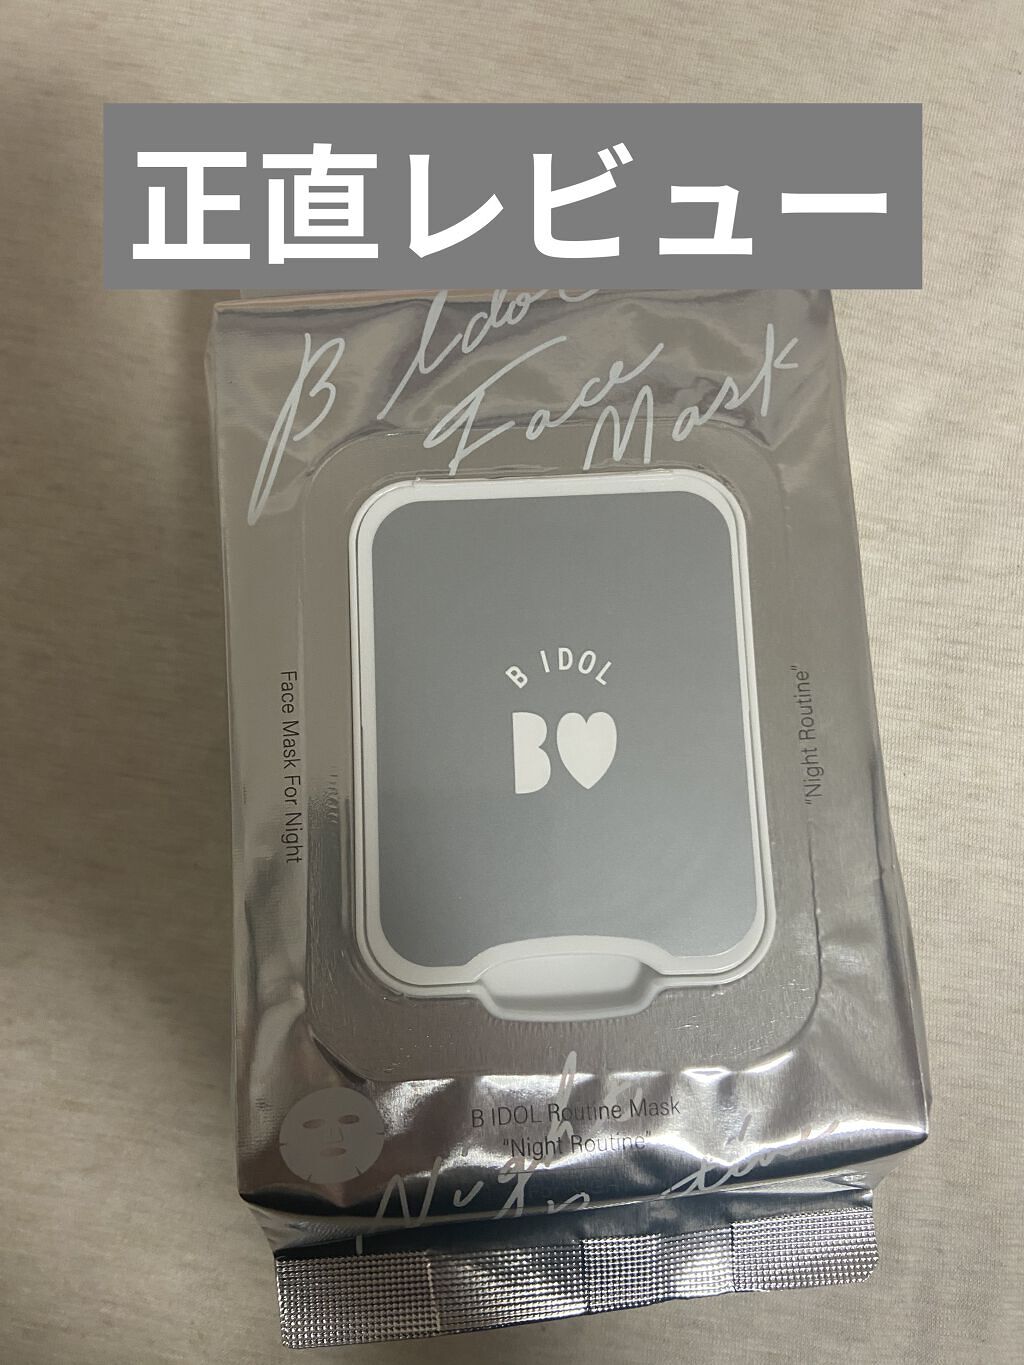 正直レビュー
B Idol
Face
Mask
B IDOL
B
Face Mask For Night
"Night Routine"
B IDOL Routine Mask
"Night Routine"
Night